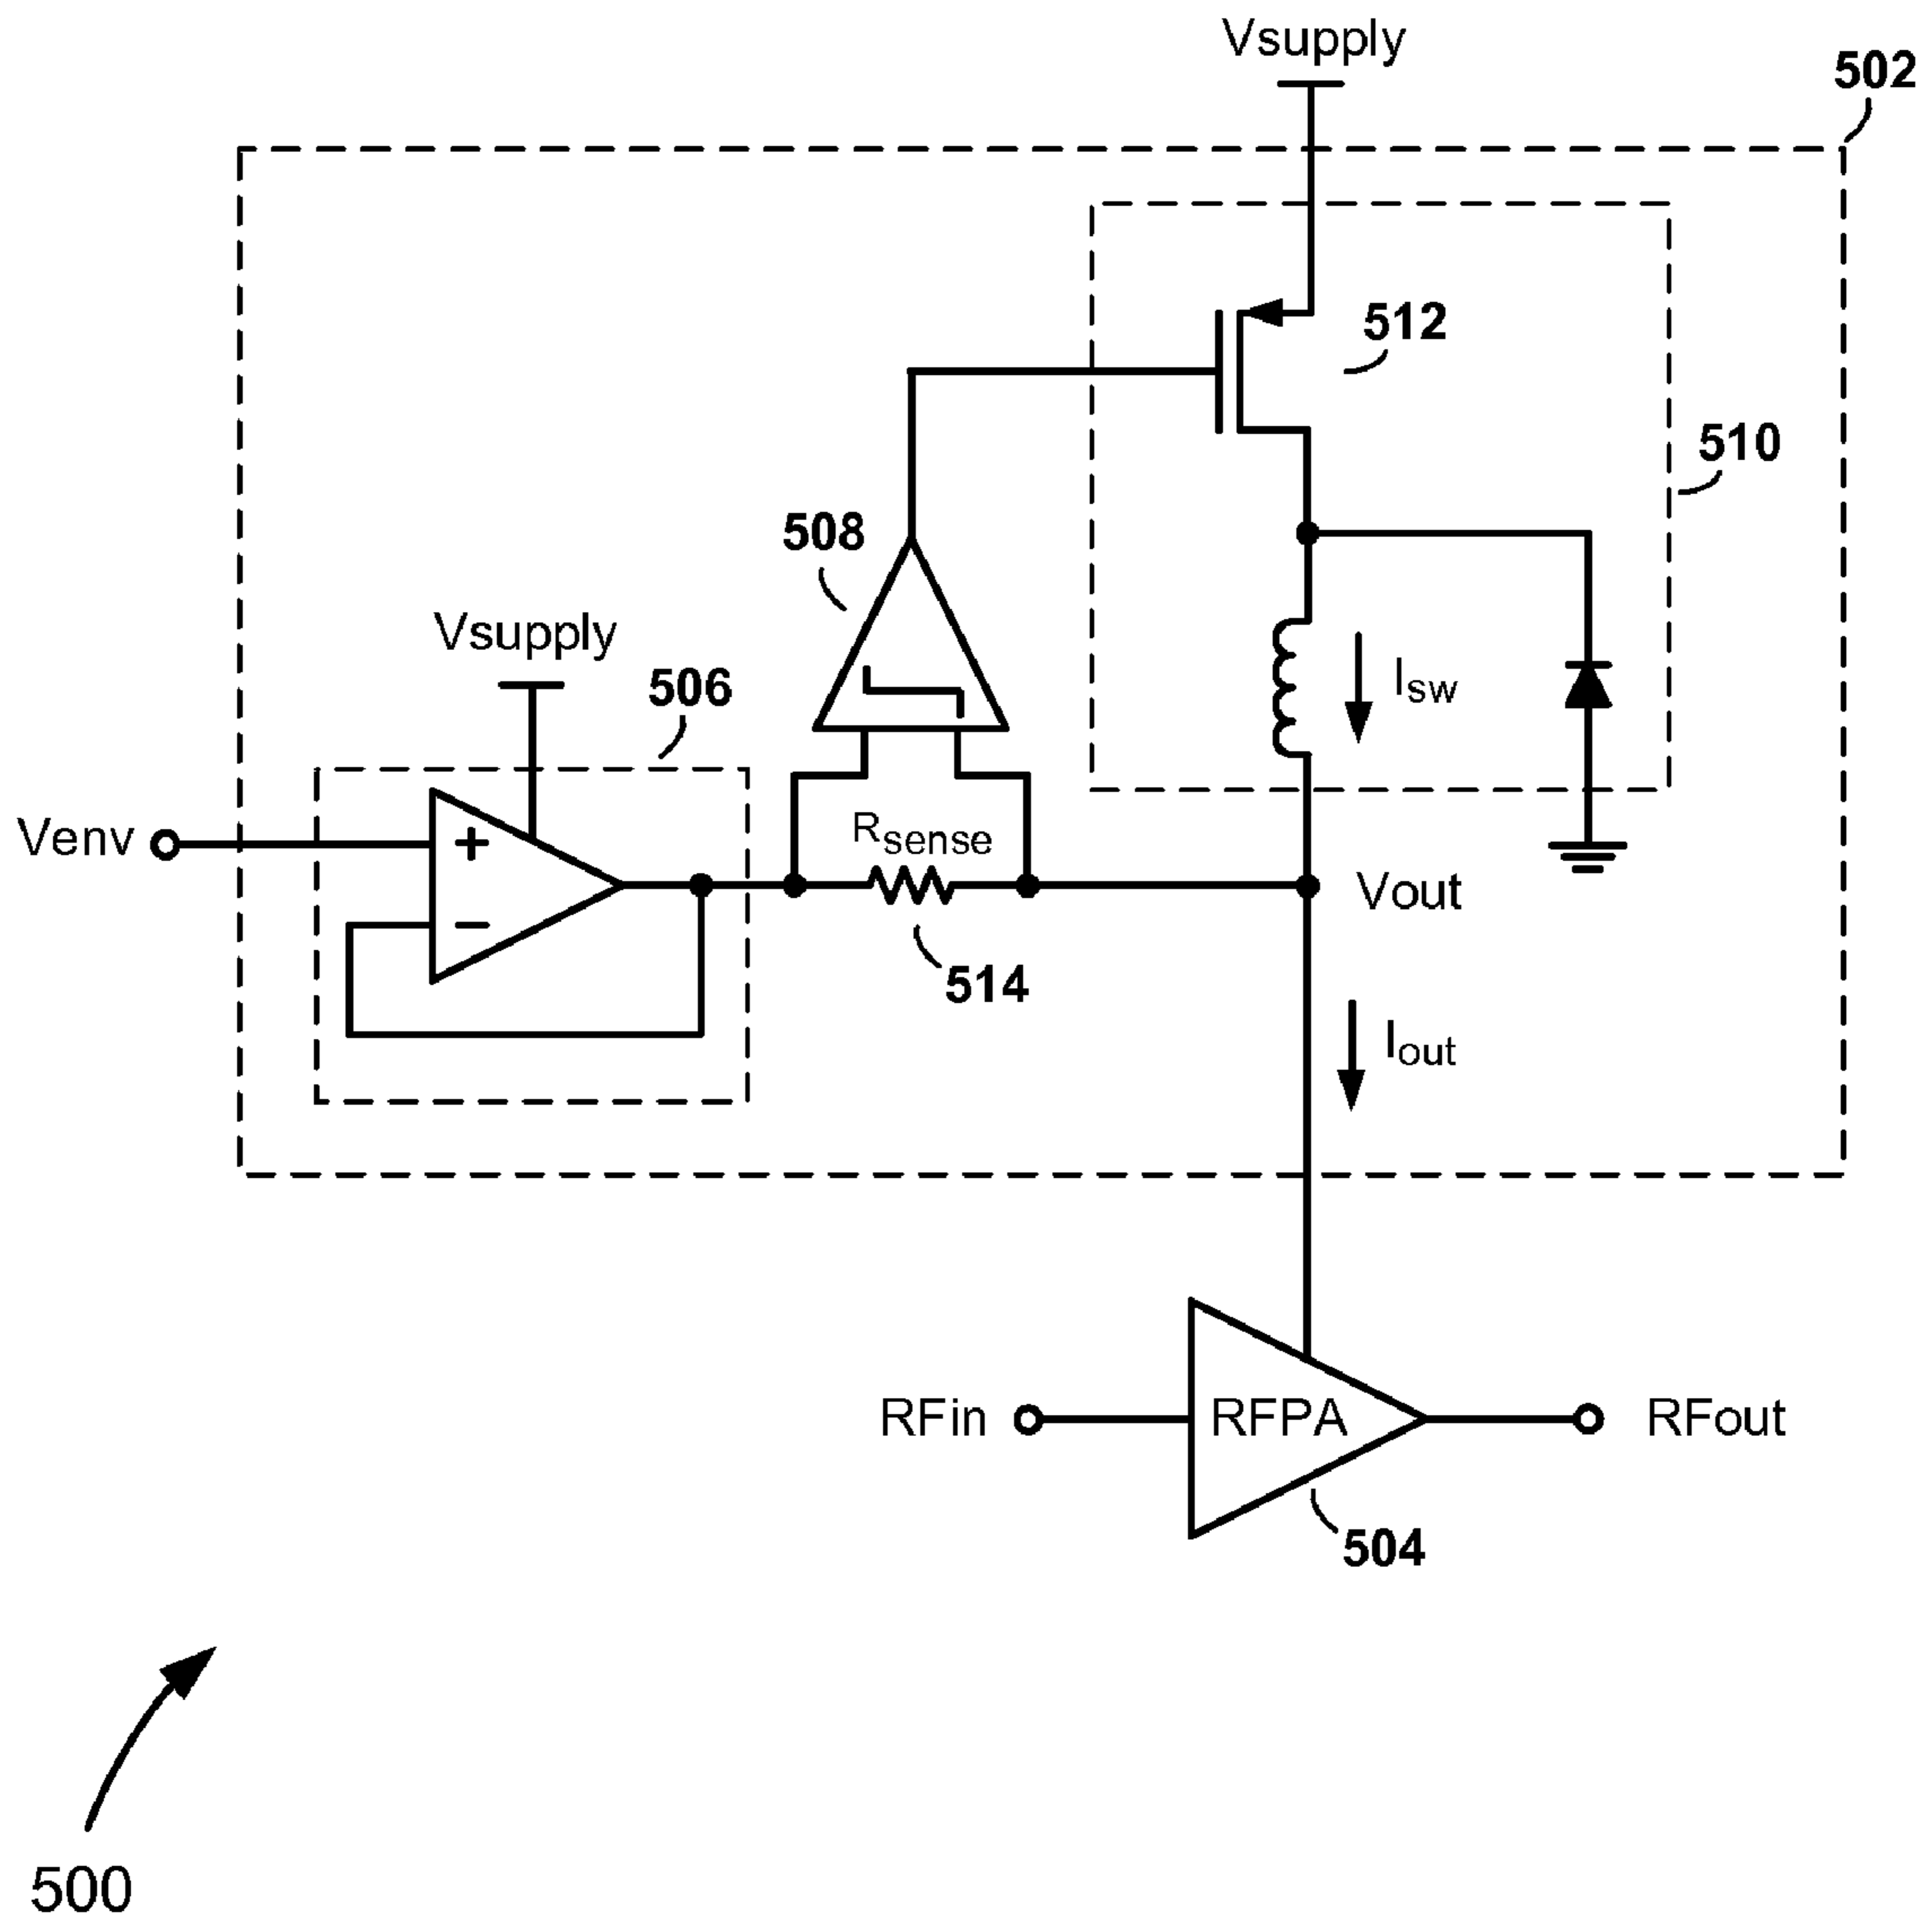 Vsupply
502
512
510
508
Vsupply
506
Isw
Venv
+
Rsense
Vout
−
514
Iout
RFin
RFPA
RFout
504
500